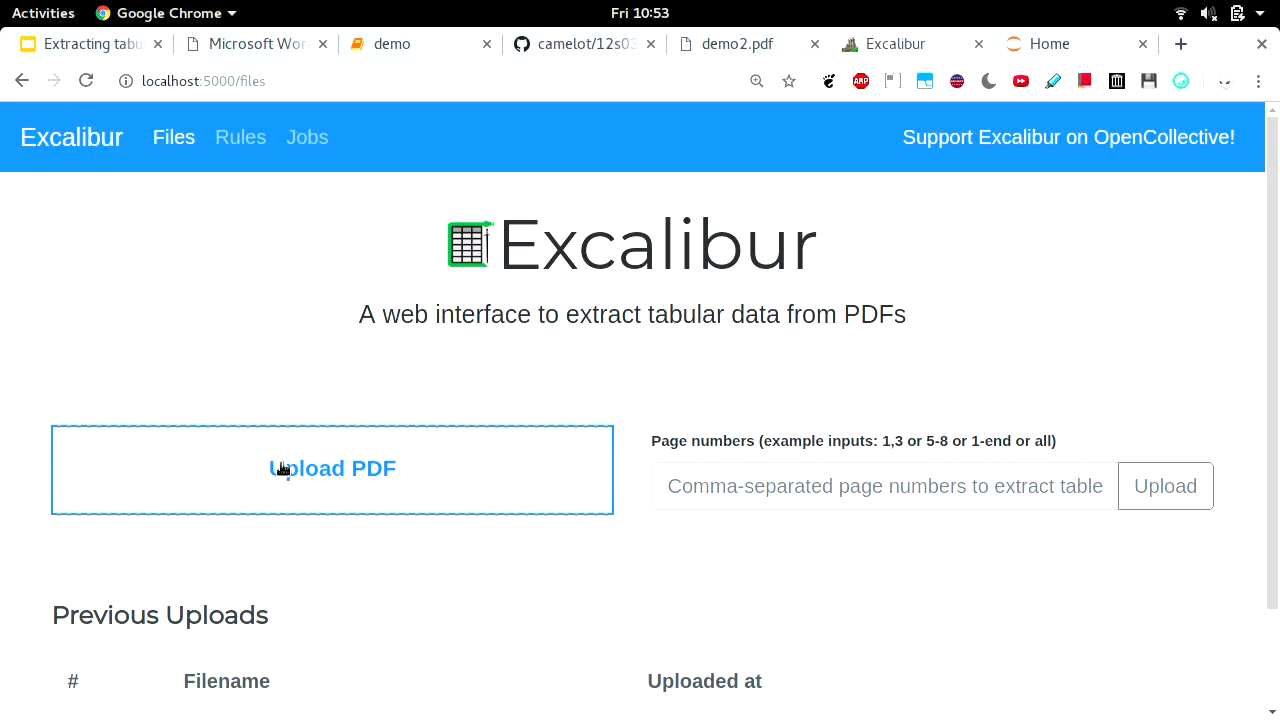 Activities Google Chrome Fri 10:53
Extracting tabu Microsoft Wor demo camelot/12s03 demo2.pdf Excalibur Home
localhost:5000/files
Excalibur Files Rules Jobs Support Excalibur on OpenCollective!
Excalibur
A web interface to extract tabular data from PDFs
Upload PDF
Page numbers (example inputs: 1,3 or 5-8 or 1-end or all)
Comma-separated page numbers to extract table
Upload
Previous Uploads
# Filename Uploaded at